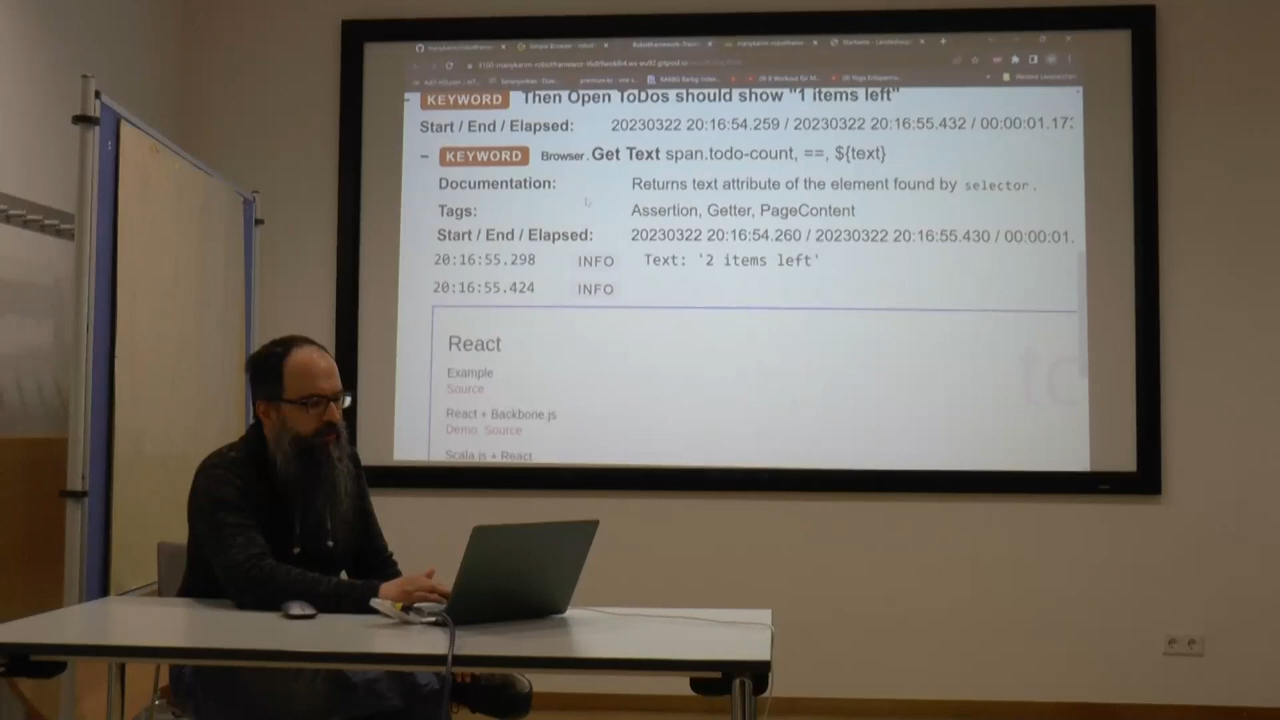 KEYWORD Then Open ToDos should show "1 items left"
Start / End / Elapsed: 20230322 20:16:54.259 / 20230322 20:16:55.432 / 00:00:01.17
– KEYWORD Browser.Get Text span.todo-count, ==, ${text}
Documentation: Returns text attribute of the element found by selector.
Tags: Assertion, Getter, PageContent
Start / End / Elapsed: 20230322 20:16:54.260 / 20230322 20:16:55.430 / 00:00:01.
20:16:55.298 INFO Text: '2 items left'
20:16:55.424 INFO
React
to
Example
Source
React + Backbone.js
Demo, Source
Scala.js + React